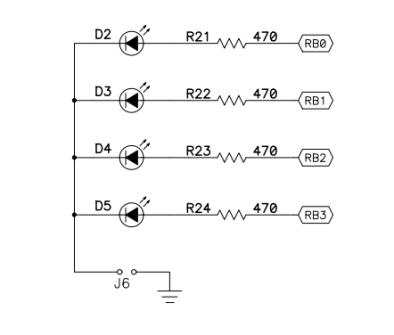 D2 R21 470 RB0
D3 R22 470 RB1
D4 R23 470 RB2
D5 R24 470 RB3
J6